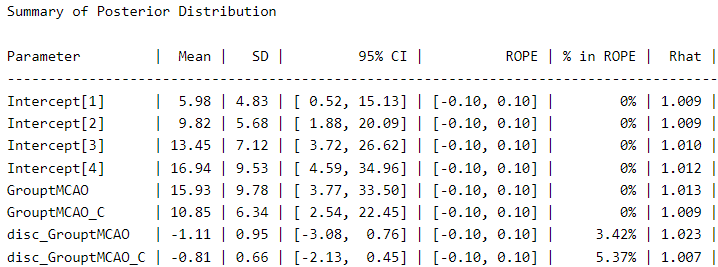 Summary of Posterior Distribution
Parameter | Mean | SD | 95% CI | ROPE | % in ROPE | Rhat |
-----------------------------------------------------------------------------------------
Intercept[1] | 5.98 | 4.83 | [ 0.52, 15.13] | [-0.10, 0.10] | 0% | 1.009 |
Intercept[2] | 9.82 | 5.68 | [ 1.88, 20.09] | [-0.10, 0.10] | 0% | 1.009 |
Intercept[3] | 13.45 | 7.12 | [ 3.72, 26.62] | [-0.10, 0.10] | 0% | 1.010 |
Intercept[4] | 16.94 | 9.53 | [ 4.59, 34.96] | [-0.10, 0.10] | 0% | 1.012 |
GrouptMCAO | 15.93 | 9.78 | [ 3.77, 33.50] | [-0.10, 0.10] | 0% | 1.013 |
GrouptMCAO_C | 10.85 | 6.34 | [ 2.54, 22.45] | [-0.10, 0.10] | 0% | 1.009 |
disc_GrouptMCAO | -1.11 | 0.95 | [-3.08, 0.76] | [-0.10, 0.10] | 3.42% | 1.023 |
disc_GrouptMCAO_C | -0.81 | 0.66 | [-2.13, 0.45] | [-0.10, 0.10] | 5.37% | 1.007 |